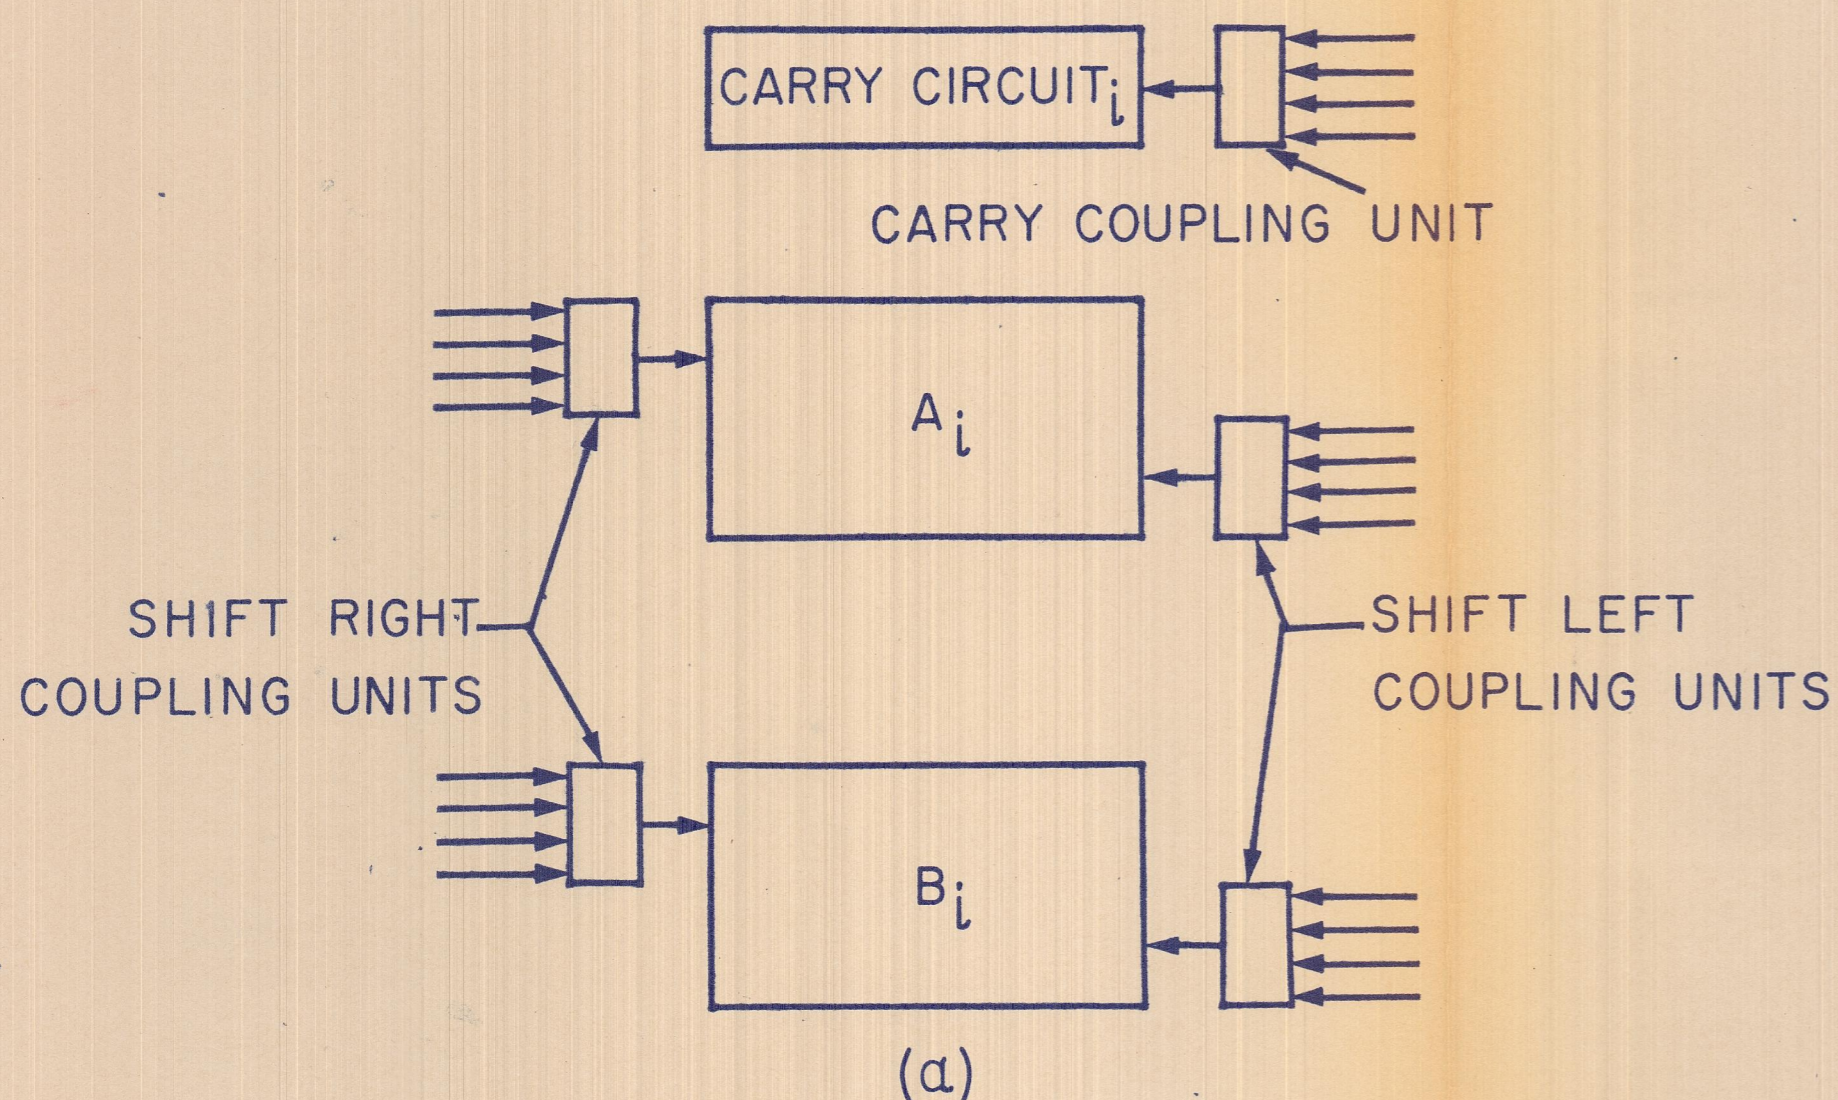 CARRY CIRCUITi
CARRY COUPLING UNIT
Ai
SHIFT RIGHT
COUPLING UNITS
SHIFT LEFT
COUPLING UNITS
Bi
(a)